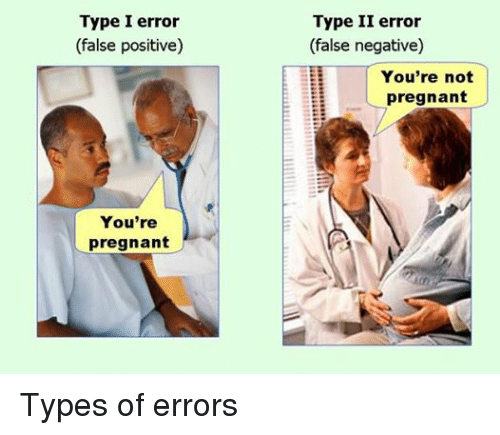 Type I error
(false positive)
You're
pregnant
Type II error
(false negative)
You're not
pregnant
Types of errors